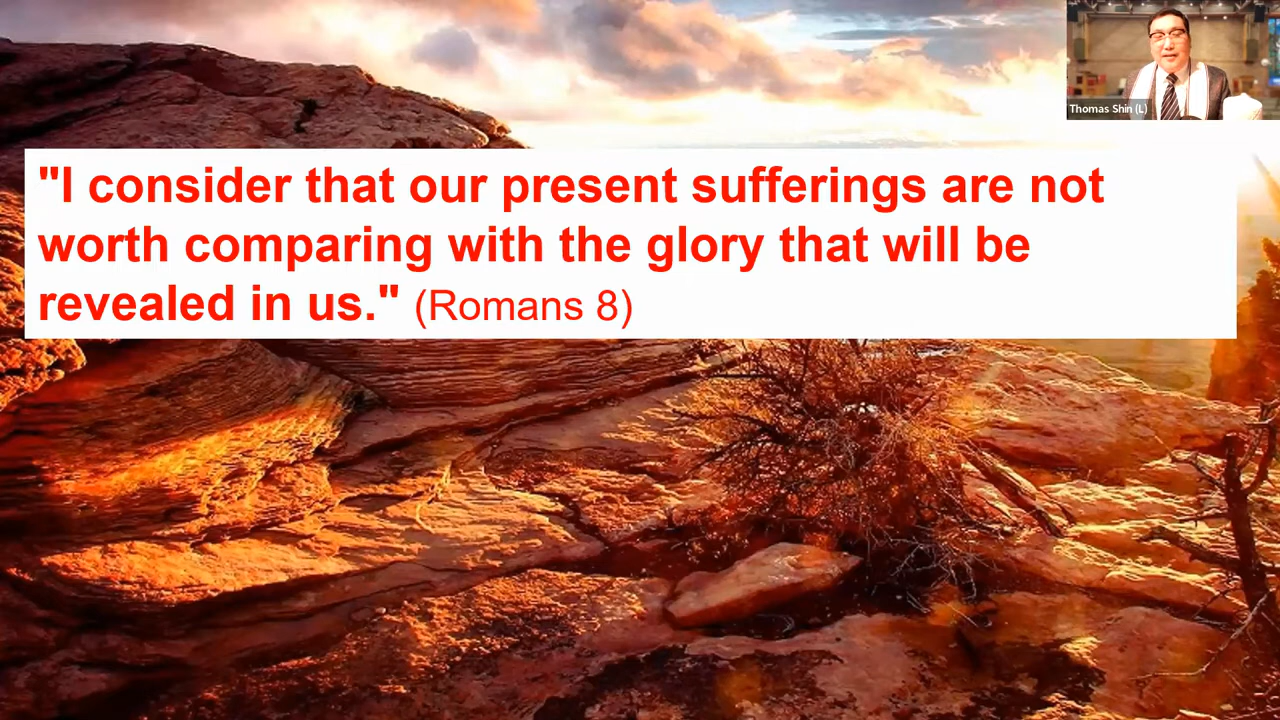 Thomas Shin (L)
"I consider that our present sufferings are not
worth comparing with the glory that will be
revealed in us." (Romans 8)